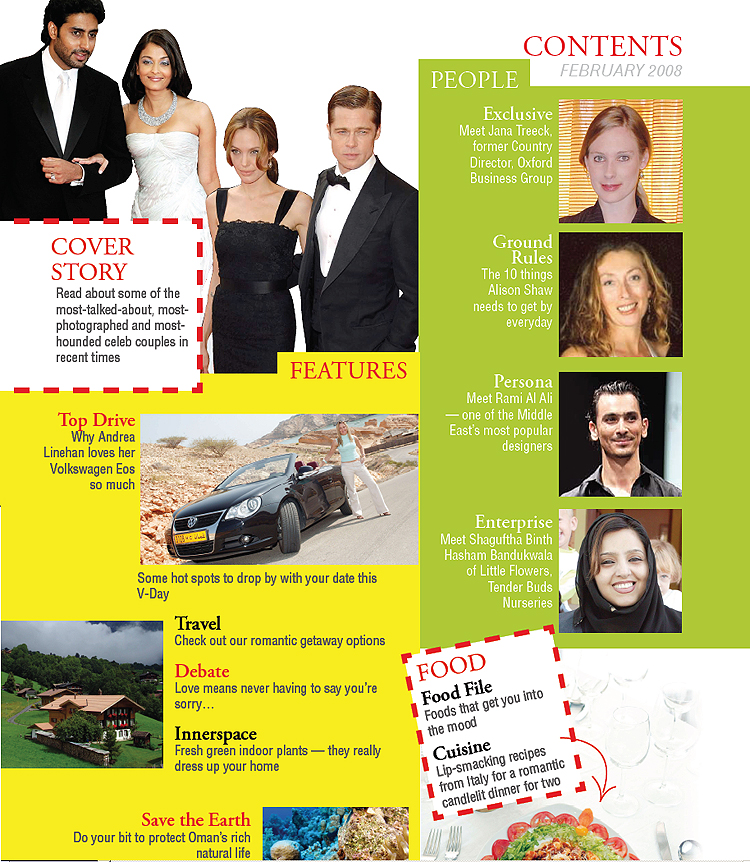 CONTENTS
FEBRUARY 2008
PEOPLE
Exclusive
Meet Jana Treeck,
former Country
Director, Oxford
Business Group
Ground
Rules
The 10 things
Alison Shaw
needs to get by
everyday
Persona
Meet Rami Al Ali
— one of the Middle
East's most popular
designers
Enterprise
Meet Shaguftha Binth
Hasham Bandukwala
of Little Flowers,
Tender Buds
Nurseries
COVER
STORY
Read about some of the
most-talked-about, most-
photographed and most-
hounded celeb couples in
recent times
FEATURES
Top Drive
Why Andrea
Linehan loves her
Volkswagen Eos
so much
Some hot spots to drop by with your date this
V-Day
Travel
Check out our romantic getaway options
Debate
Love means never having to say you're
sorry…
Innerspace
Fresh green indoor plants — they really
dress up your home
Save the Earth
Do your bit to protect Oman's rich
natural life
FOOD
Food File
Foods that get you into
the mood
Cuisine
Lip-smacking recipes
from Italy for a romantic
candlelit dinner for two